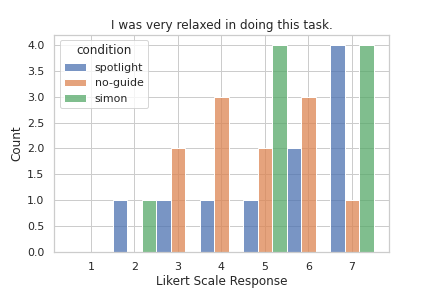 I was very relaxed in doing this task.
condition
spotlight
no-guide
simon
Count
4.0
3.5
3.0
2.5
2.0
1.5
1.0
0.5
0.0
1 2 3 4 5 6 7
Likert Scale Response